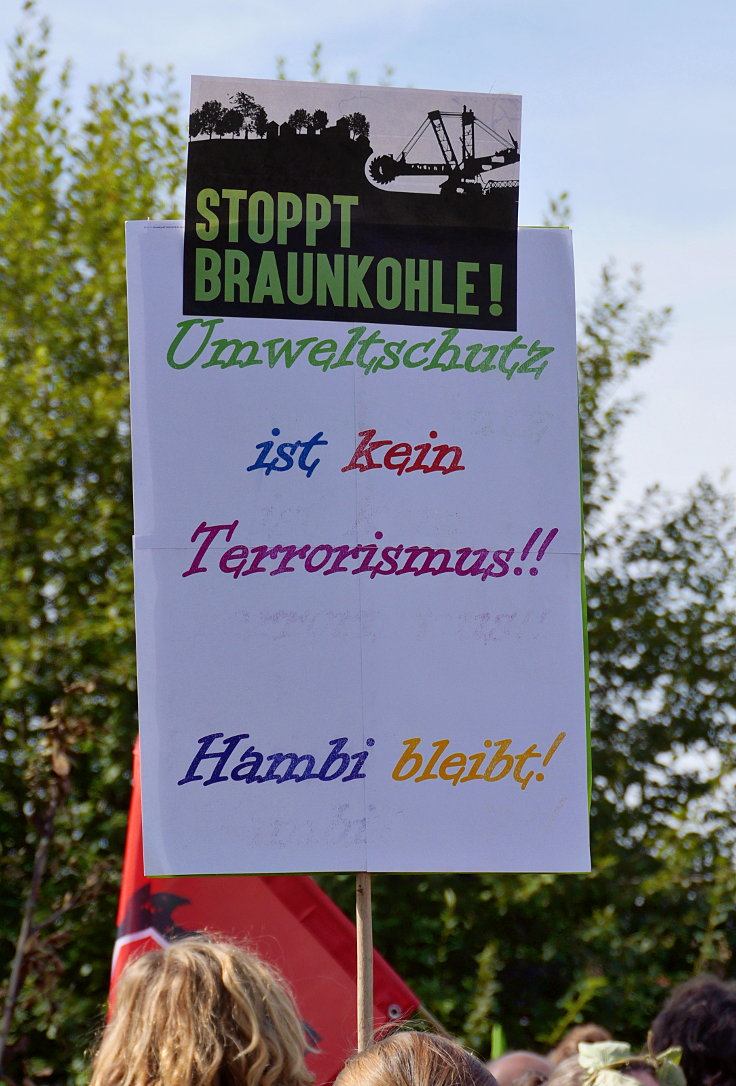 STOPPT
BRAUNKOHLE!
Umweltschutz
ist kein
Terrorismus!!
Hambi bleibt!